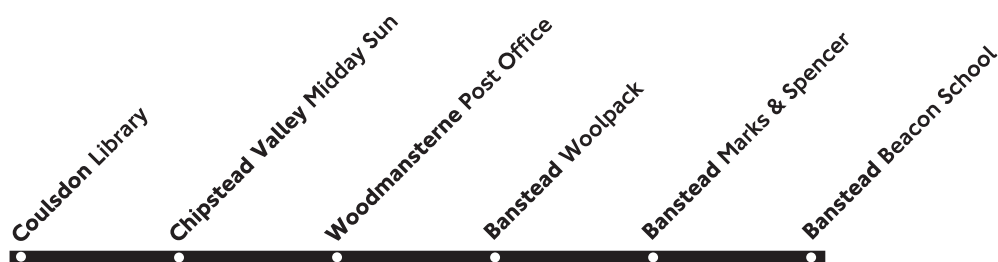 Coulsdon Library
Chipstead Valley Midday Sun
Woodmansterne Post Office
Banstead Woolpack
Banstead Marks & Spencer
Banstead Beacon School